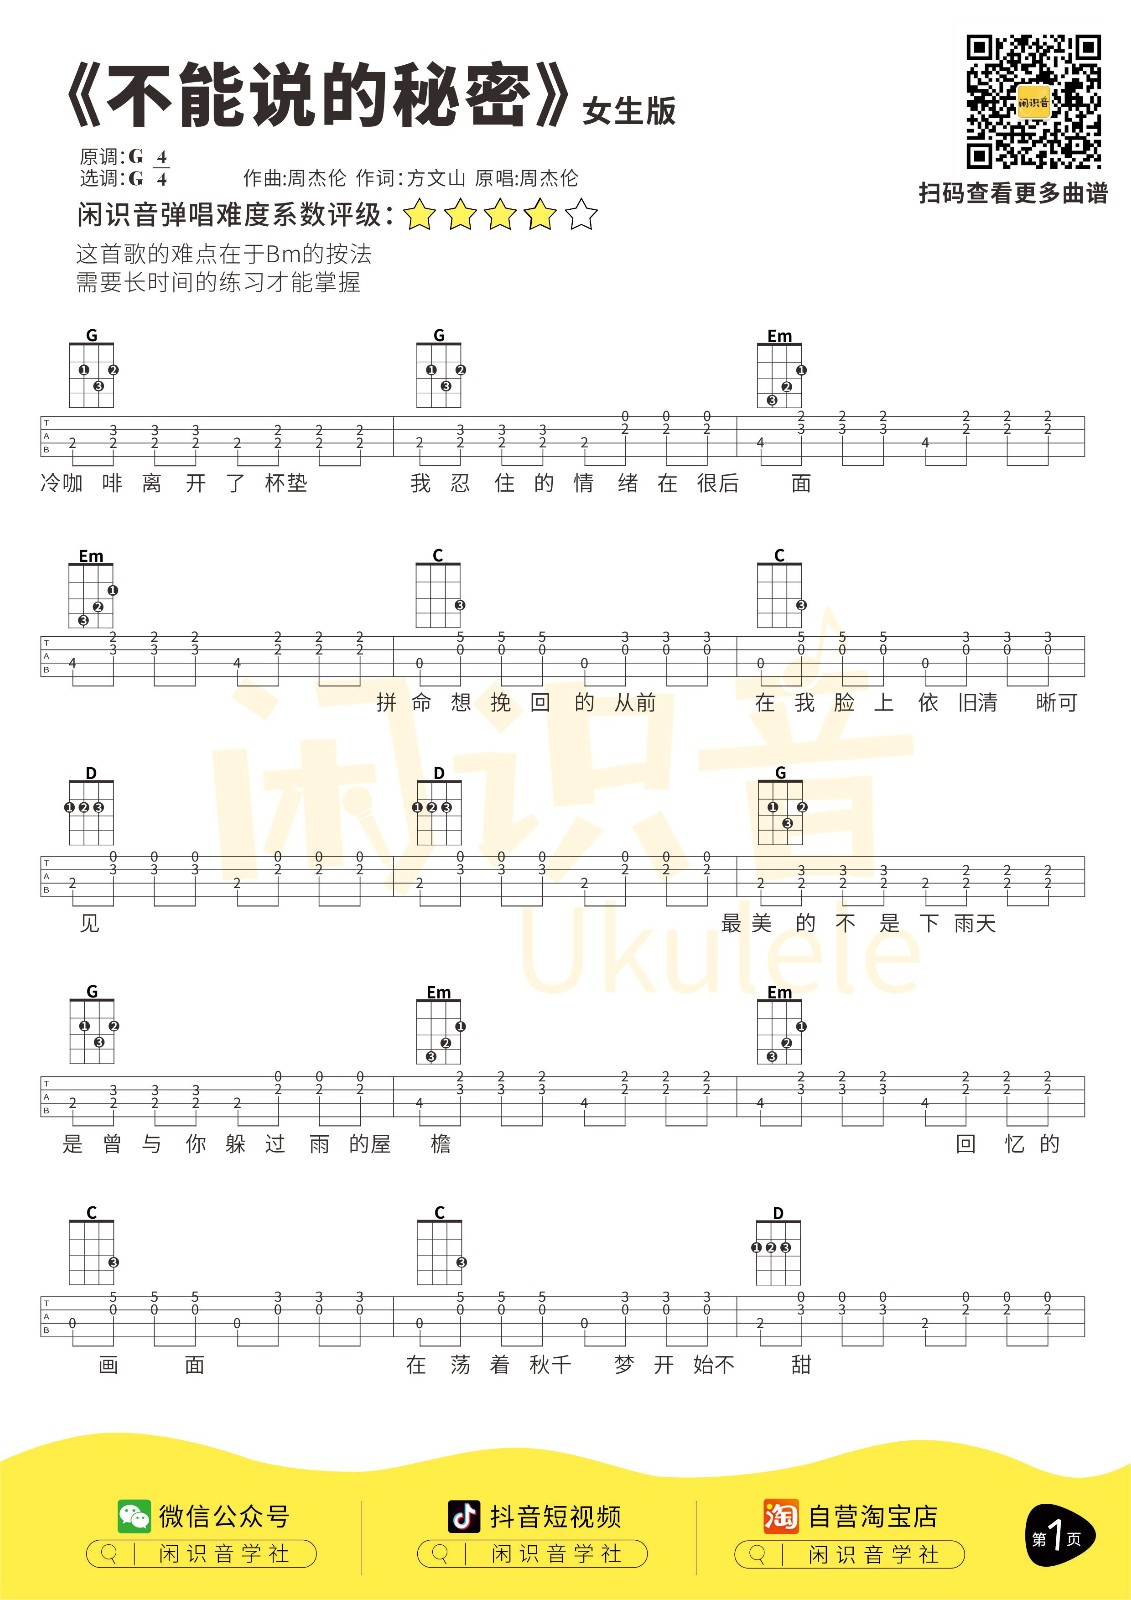 《不能说的秘密》女生版
闲识音
扫码查看更多曲谱
原调:G 4/4
选调:G
作曲:周杰伦 作词:方文山 原唱:周杰伦
闲识音弹唱难度系数评级:
这首歌的难点在于Bm的按法
需要长时间的练习才能掌握
G G Em
冷咖 啡 离 开 了 杯垫 我 忍 住 的 情 绪 在 很后 面
Em C C
拼 命 想 挽 回 的 从前 在 我 脸 上 依 旧清 晰可
闲识音
Ukulele
D D G
见 最 美 的 不 是 下 雨天
G Em Em
是 曾 与 你 躲 过 雨 的屋 檐 回 忆 的
C C D
画 面 在 荡 着 秋千 梦 开 始不 甜
微信公众号 抖音短视频 淘 自营淘宝店
闲识音学社 闲识音学社 闲识音学社
第1页